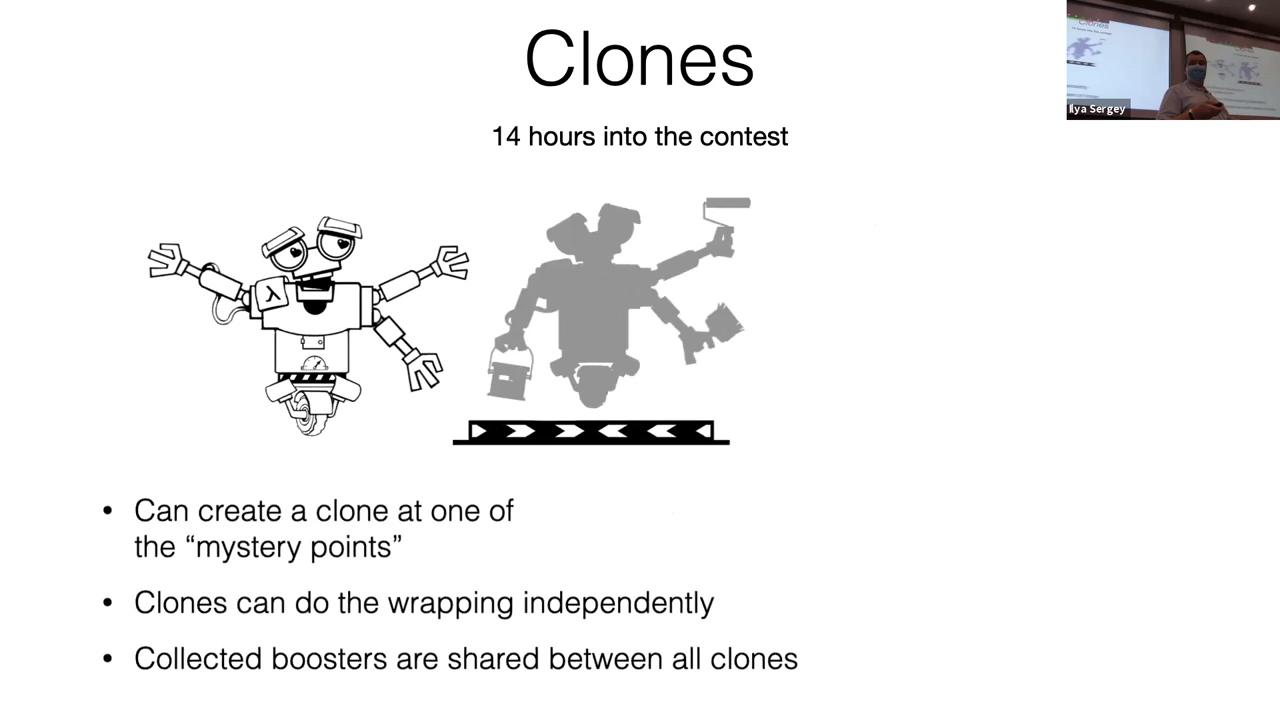 Clones
14 hours into the contest
Ilya Sergey
λ
• Can create a clone at one of
the “mystery points”
• Clones can do the wrapping independently
• Collected boosters are shared between all clones